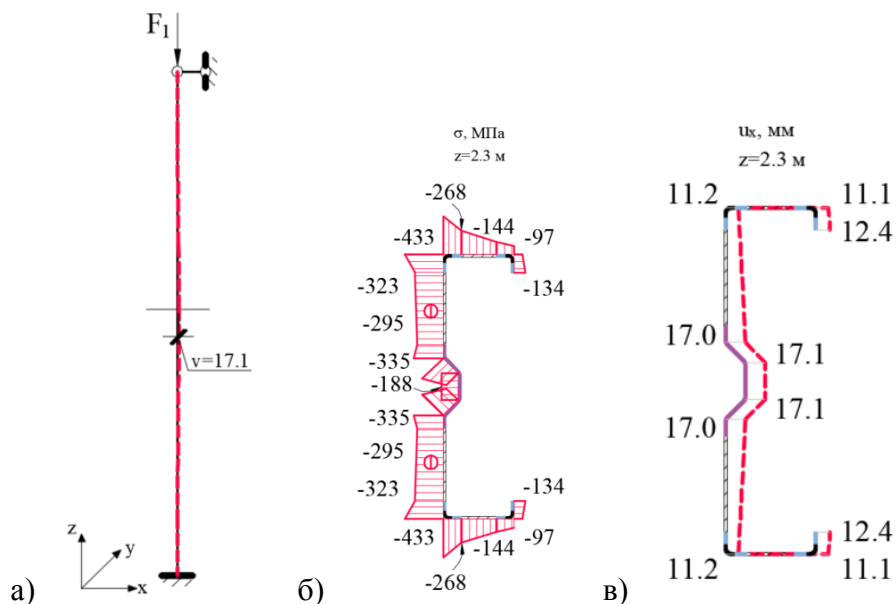 F₁
v=17.1
z
y
x
а)
σ, МПа
z=2.3 м
-268
-433
-144
-97
-323
-134
-295
-335
-188
-335
-295
-134
-323
-433
-144
-97
-268
б)
uₓ, мм
z=2.3 м
11.2
11.1
12.4
17.0
17.1
17.1
17.0
12.4
11.2
11.1
в)